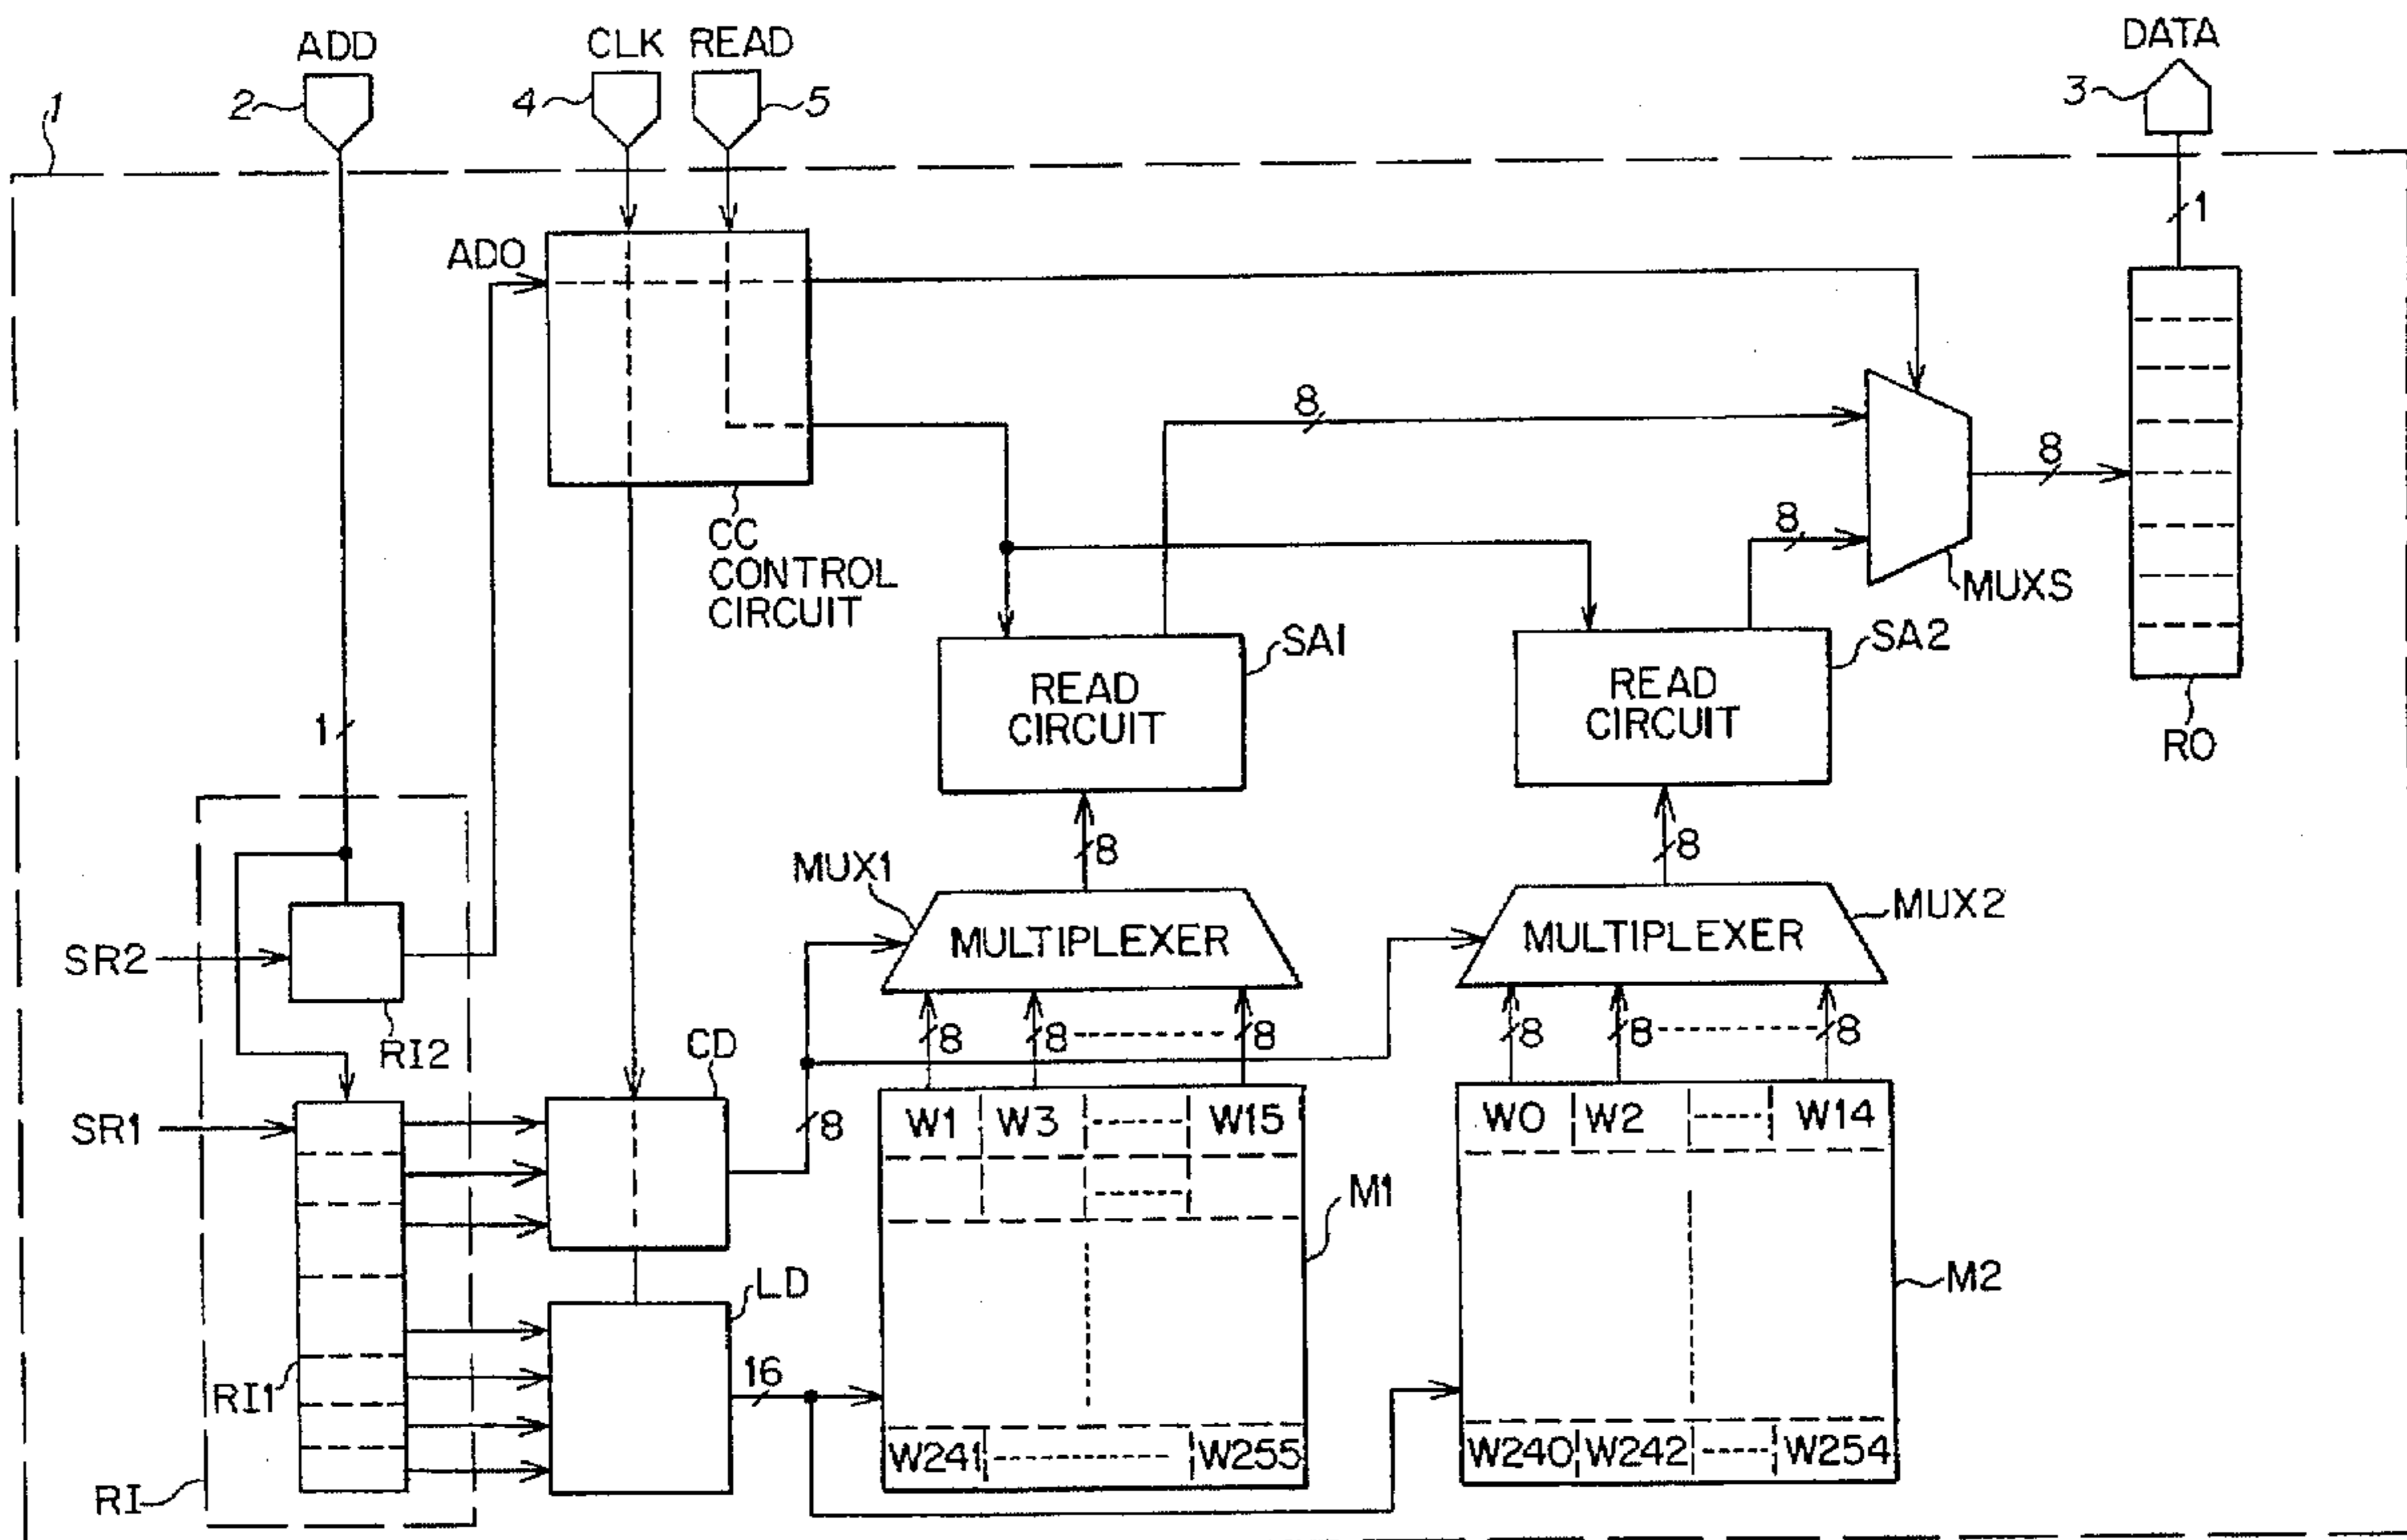 ADD
CLK
READ
DATA
2
4
5
3
1
1
ADO
8
8
8
CC
CONTROL
CIRCUIT
MUXS
SA1
SA2
READ
CIRCUIT
READ
CIRCUIT
1
RO
8
8
MUX1
MULTIPLEXER
MULTIPLEXER
MUX2
SR2
RI2
8
8
8
8
8
8
CD
SR1
8
W1
W3
W15
W0
W2
W14
M1
M2
LD
RI1
16
RI
W241
W255
W240
W242
W254